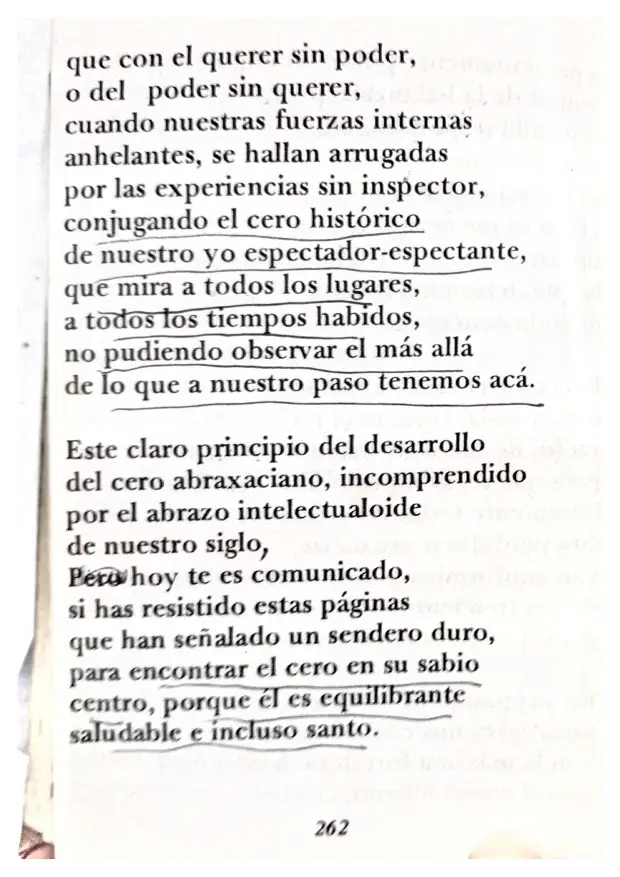 que con el querer sin poder,
o del poder sin querer,
cuando nuestras fuerzas internas
anhelantes, se hallan arrugadas
por las experiencias sin inspector,
conjugando el cero histórico
de nuestro yo espectador-espectante,
que mira a todos los lugares,
a todos los tiempos habidos,
no pudiendo observar el más allá
de lo que a nuestro paso tenemos acá.
Este claro principio del desarrollo
del cero abraxaciano, incomprendido
por el abrazo intelectualoide
de nuestro siglo,
Pero hoy te es comunicado,
si has resistido estas páginas
que han señalado un sendero duro,
para encontrar el cero en su sabio
centro, porque él es equilibrante
saludable e incluso santo.
262